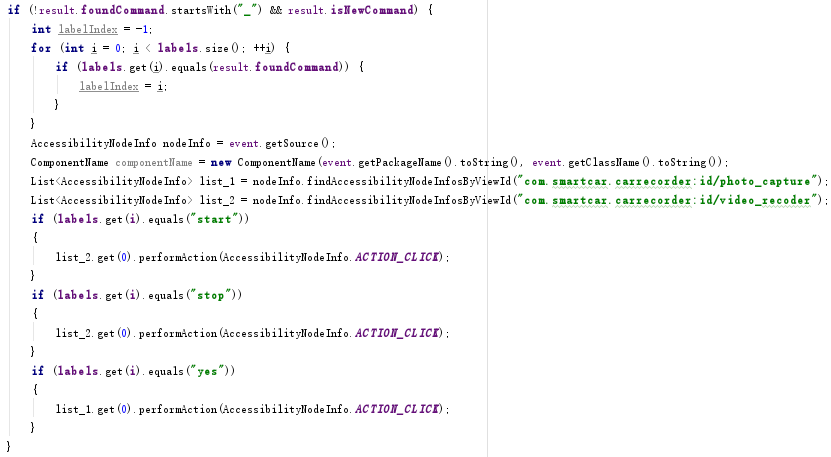 if (!result.foundCommand.startsWith("_") && result.isNewCommand) {
int labelIndex = -1;
for (int i = 0; i < labels.size(); ++i) {
if (labels.get(i).equals(result.foundCommand)) {
labelIndex = i;
}
}
AccessibilityNodeInfo nodeInfo = event.getSource();
ComponentName componentName = new ComponentName(event.getPackageName().toString(), event.getClassName().toString());
List<AccessibilityNodeInfo> list_1 = nodeInfo.findAccessibilityNodeInfosByViewId("com.smartcar.carrecorder:id/photo_capture");
List<AccessibilityNodeInfo> list_2 = nodeInfo.findAccessibilityNodeInfosByViewId("com.smartcar.carrecorder:id/video_recoder");
if (labels.get(i).equals("start"))
{
list_2.get(0).performAction(AccessibilityNodeInfo.ACTION_CLICK);
}
if (labels.get(i).equals("stop"))
{
list_2.get(0).performAction(AccessibilityNodeInfo.ACTION_CLICK);
}
if (labels.get(i).equals("yes"))
{
list_1.get(0).performAction(AccessibilityNodeInfo.ACTION_CLICK);
}
}